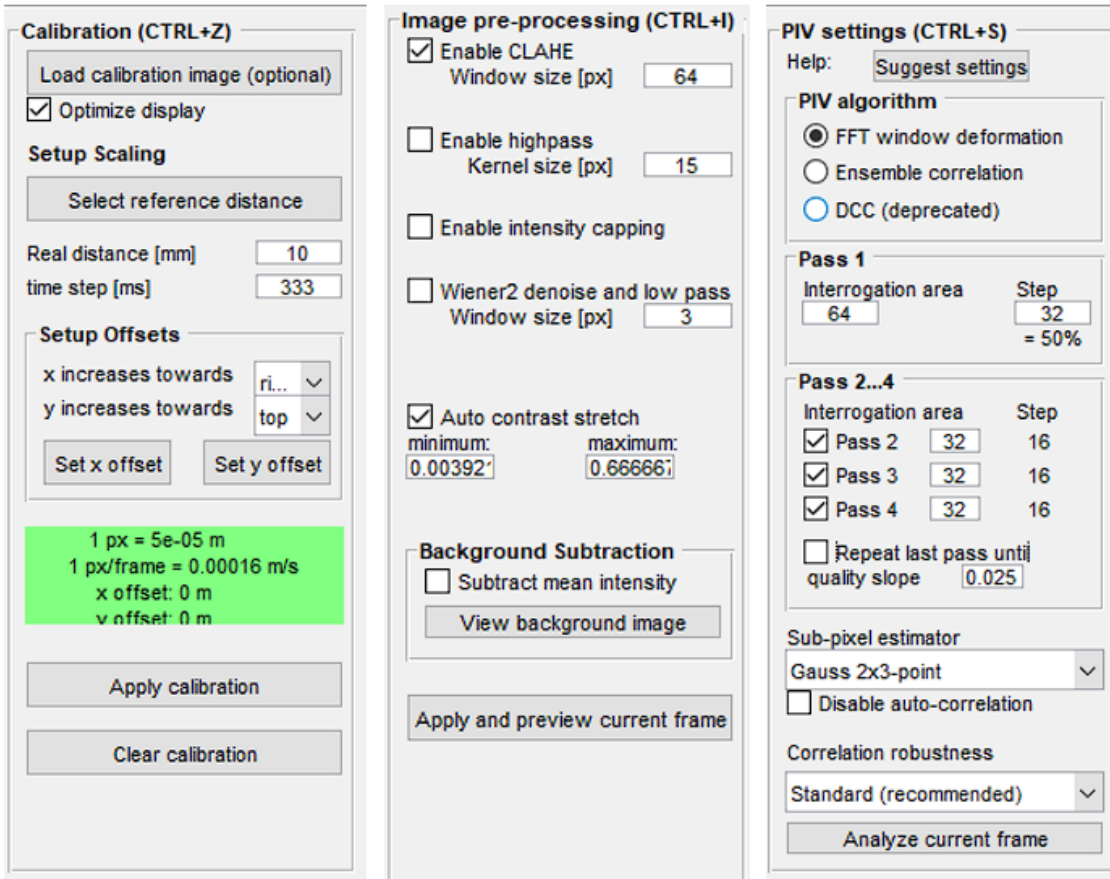 Calibration (CTRL+Z)
Load calibration image (optional)
Optimize display
Setup Scaling
Select reference distance
Real distance [mm] 10
time step [ms] 333
Setup Offsets
x increases towards ri...
y increases towards top
Set x offset Set y offset
1 px = 5e-05 m
1 px/frame = 0.00016 m/s
x offset: 0 m
y offset: 0 m
Apply calibration
Clear calibration
Image pre-processing (CTRL+I)
Enable CLAHE
Window size [px] 64
Enable highpass
Kernel size [px] 15
Enable intensity capping
Wiener2 denoise and low pass
Window size [px] 3
Auto contrast stretch
minimum: maximum:
0.00392 0.666667
Background Subtraction
Subtract mean intensity
View background image
Apply and preview current frame
PIV settings (CTRL+S)
Help: Suggest settings
PIV algorithm
FFT window deformation
Ensemble correlation
DCC (deprecated)
Pass 1
Interrogation area Step
64 32
= 50%
Pass 2...4
Interrogation area Step
Pass 2 32 16
Pass 3 32 16
Pass 4 32 16
Repeat last pass until
quality slope 0.025
Sub-pixel estimator
Gauss 2x3-point
Disable auto-correlation
Correlation robustness
Standard (recommended)
Analyze current frame